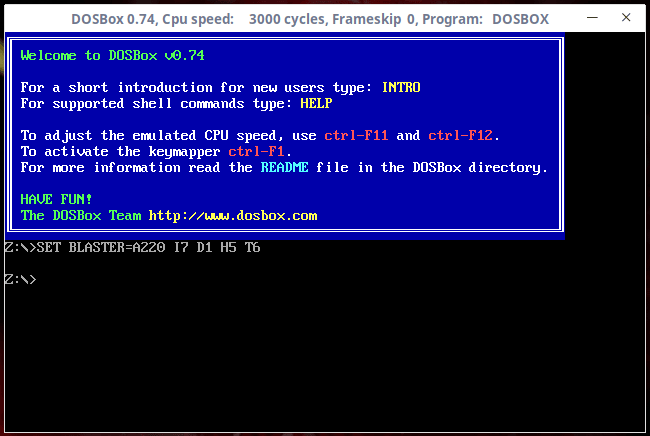 DOSBox 0.74, Cpu speed: 3000 cycles, Frameskip 0, Program: DOSBOX
Welcome to DOSBox v0.74
For a short introduction for new users type: INTRO
For supported shell commands type: HELP
To adjust the emulated CPU speed, use ctrl-F11 and ctrl-F12.
To activate the keymapper ctrl-F1.
For more information read the README file in the DOSBox directory.
HAVE FUN!
The DOSBox Team http://www.dosbox.com
Z:\>SET BLASTER=A220 I7 D1 H5 T6
Z:\>